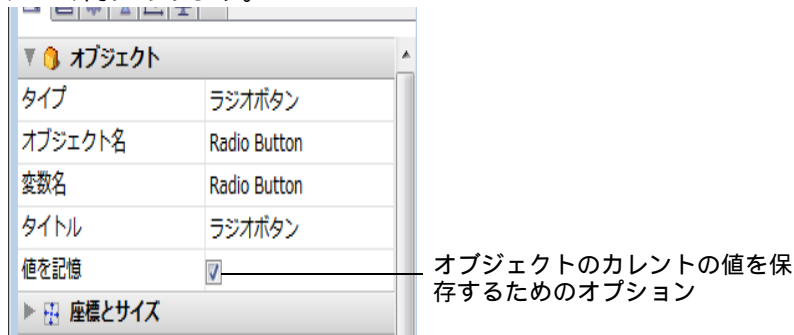 オブジェクト
タイプ ラジオボタン
オブジェクト名 Radio Button
変数名 Radio Button
タイトル ラジオボタン
値を記憶
オブジェクトのカレントの値を保
存するためのオプション
座標とサイズ